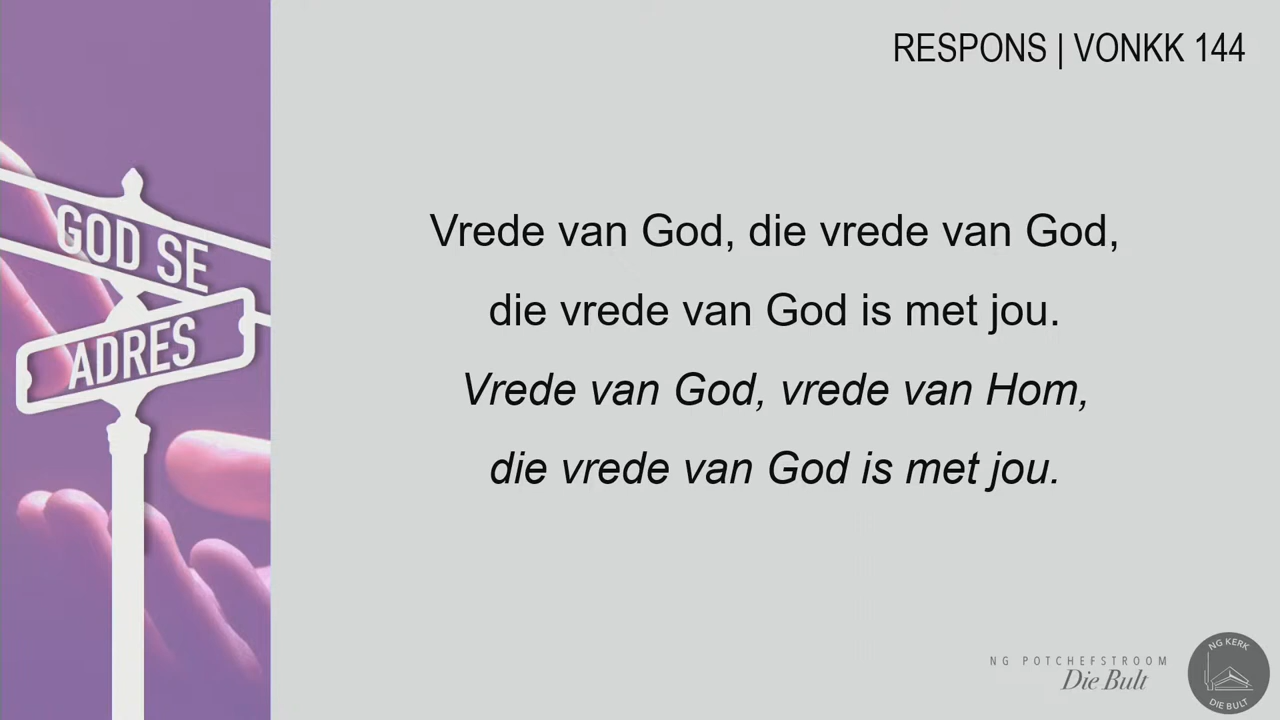 RESPONS | VONKK 144
GOD SE
ADRES
Vrede van God, die vrede van God,
die vrede van God is met jou.
Vrede van God, vrede van Hom,
die vrede van God is met jou.
NG POTCHEFSTROOM
Die Bult
NG KERK
DIE BULT